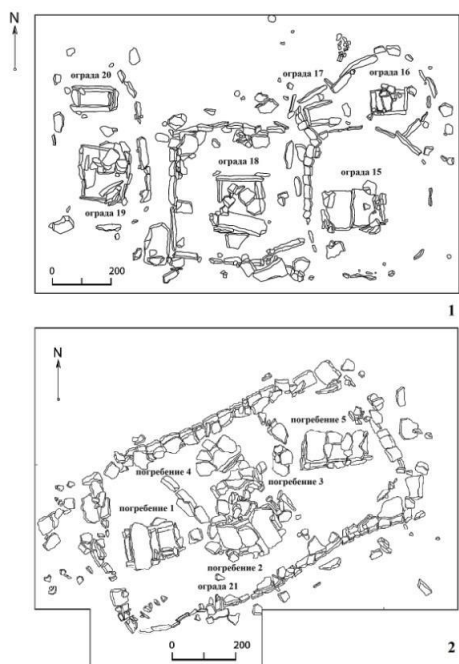 N
ограда 20
ограда 17
ограда 16
ограда 18
ограда 15
ограда 19
0 200
1
N
погребение 5
погребение 4
погребение 3
погребение 1
погребение 2
ограда 21
0 200
2